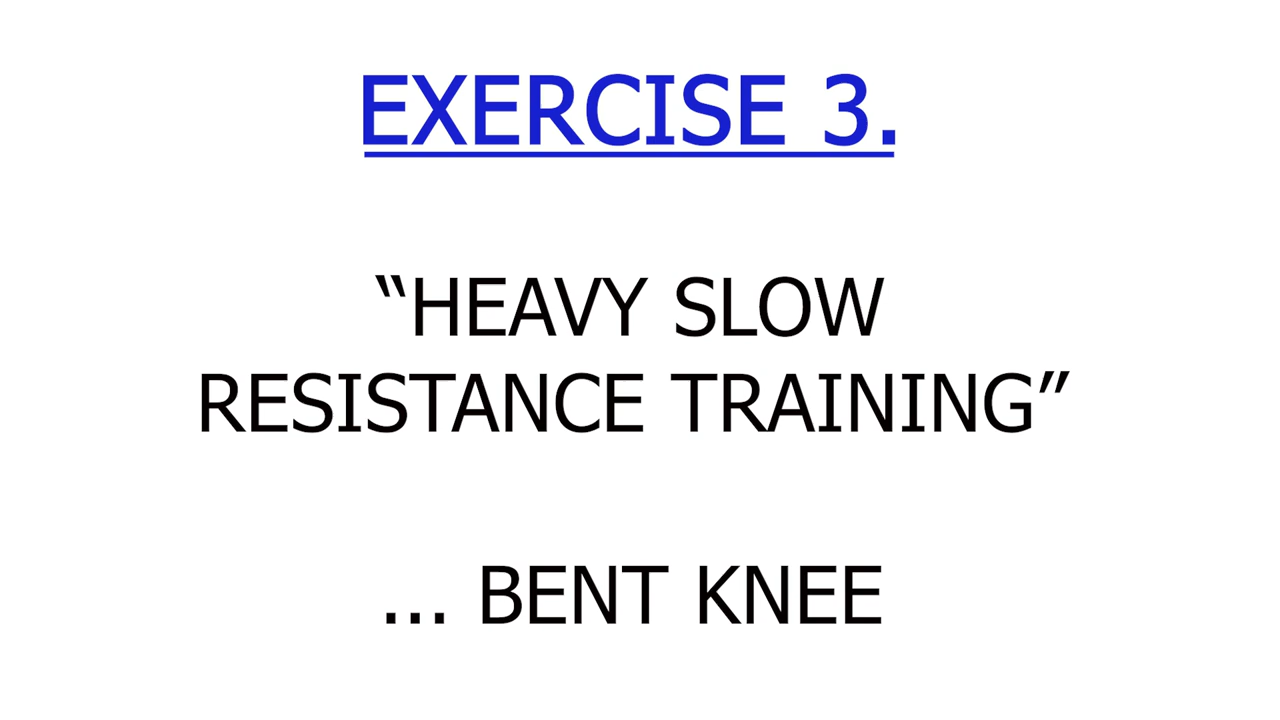 EXERCISE 3.
“HEAVY SLOW
RESISTANCE TRAINING”
... BENT KNEE